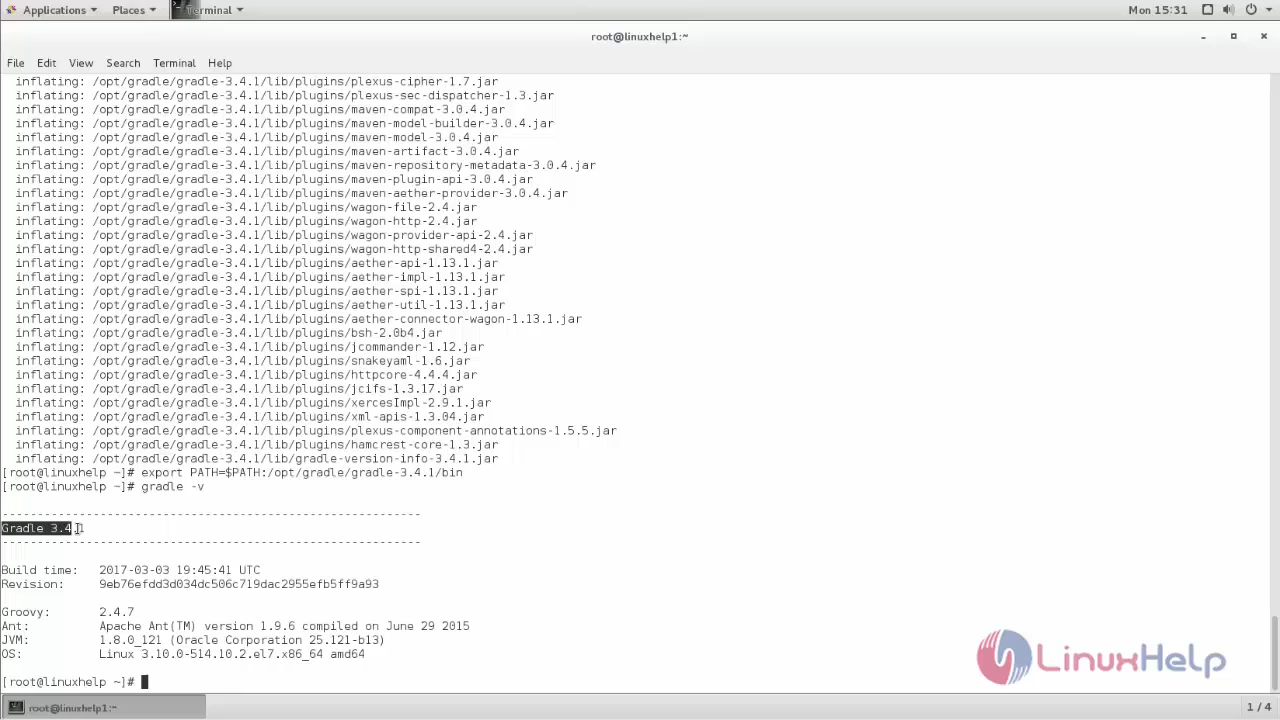 Applications Places Terminal Mon 15:31
root@linuxhelp1:~
File Edit View Search Terminal Help
inflating: /opt/gradle/gradle-3.4.1/lib/plugins/plexus-cipher-1.7.jar
inflating: /opt/gradle/gradle-3.4.1/lib/plugins/plexus-sec-dispatcher-1.3.jar
inflating: /opt/gradle/gradle-3.4.1/lib/plugins/maven-compat-3.0.4.jar
inflating: /opt/gradle/gradle-3.4.1/lib/plugins/maven-model-builder-3.0.4.jar
inflating: /opt/gradle/gradle-3.4.1/lib/plugins/maven-model-3.0.4.jar
inflating: /opt/gradle/gradle-3.4.1/lib/plugins/maven-artifact-3.0.4.jar
inflating: /opt/gradle/gradle-3.4.1/lib/plugins/maven-repository-metadata-3.0.4.jar
inflating: /opt/gradle/gradle-3.4.1/lib/plugins/maven-plugin-api-3.0.4.jar
inflating: /opt/gradle/gradle-3.4.1/lib/plugins/maven-aether-provider-3.0.4.jar
inflating: /opt/gradle/gradle-3.4.1/lib/plugins/wagon-file-2.4.jar
inflating: /opt/gradle/gradle-3.4.1/lib/plugins/wagon-http-2.4.jar
inflating: /opt/gradle/gradle-3.4.1/lib/plugins/wagon-provider-api-2.4.jar
inflating: /opt/gradle/gradle-3.4.1/lib/plugins/wagon-http-shared4-2.4.jar
inflating: /opt/gradle/gradle-3.4.1/lib/plugins/aether-api-1.13.1.jar
inflating: /opt/gradle/gradle-3.4.1/lib/plugins/aether-impl-1.13.1.jar
inflating: /opt/gradle/gradle-3.4.1/lib/plugins/aether-spi-1.13.1.jar
inflating: /opt/gradle/gradle-3.4.1/lib/plugins/aether-util-1.13.1.jar
inflating: /opt/gradle/gradle-3.4.1/lib/plugins/aether-connector-wagon-1.13.1.jar
inflating: /opt/gradle/gradle-3.4.1/lib/plugins/bsh-2.0b4.jar
inflating: /opt/gradle/gradle-3.4.1/lib/plugins/jcommander-1.12.jar
inflating: /opt/gradle/gradle-3.4.1/lib/plugins/snakeyaml-1.6.jar
inflating: /opt/gradle/gradle-3.4.1/lib/plugins/httpcore-4.4.4.jar
inflating: /opt/gradle/gradle-3.4.1/lib/plugins/jcifs-1.3.17.jar
inflating: /opt/gradle/gradle-3.4.1/lib/plugins/xercesImpl-2.9.1.jar
inflating: /opt/gradle/gradle-3.4.1/lib/plugins/xml-apis-1.3.04.jar
inflating: /opt/gradle/gradle-3.4.1/lib/plugins/plexus-component-annotations-1.5.5.jar
inflating: /opt/gradle/gradle-3.4.1/lib/plugins/hamcrest-core-1.3.jar
inflating: /opt/gradle/gradle-3.4.1/lib/gradle-version-info-3.4.1.jar
[root@linuxhelp ~]# export PATH=$PATH:/opt/gradle/gradle-3.4.1/bin
[root@linuxhelp ~]# gradle -v
------------------------------------------------------------
Gradle 3.4.1
------------------------------------------------------------
Build time: 2017-03-03 19:45:41 UTC
Revision: 9eb76efdd3d034dc506c719dac2955efb5ff9a93
Groovy: 2.4.7
Ant: Apache Ant(TM) version 1.9.6 compiled on June 29 2015
JVM: 1.8.0_121 (Oracle Corporation 25.121-b13)
OS: Linux 3.10.0-514.10.2.el7.x86_64 amd64
[root@linuxhelp ~]#
LinuxHelp
root@linuxhelp1:~ 1 / 4